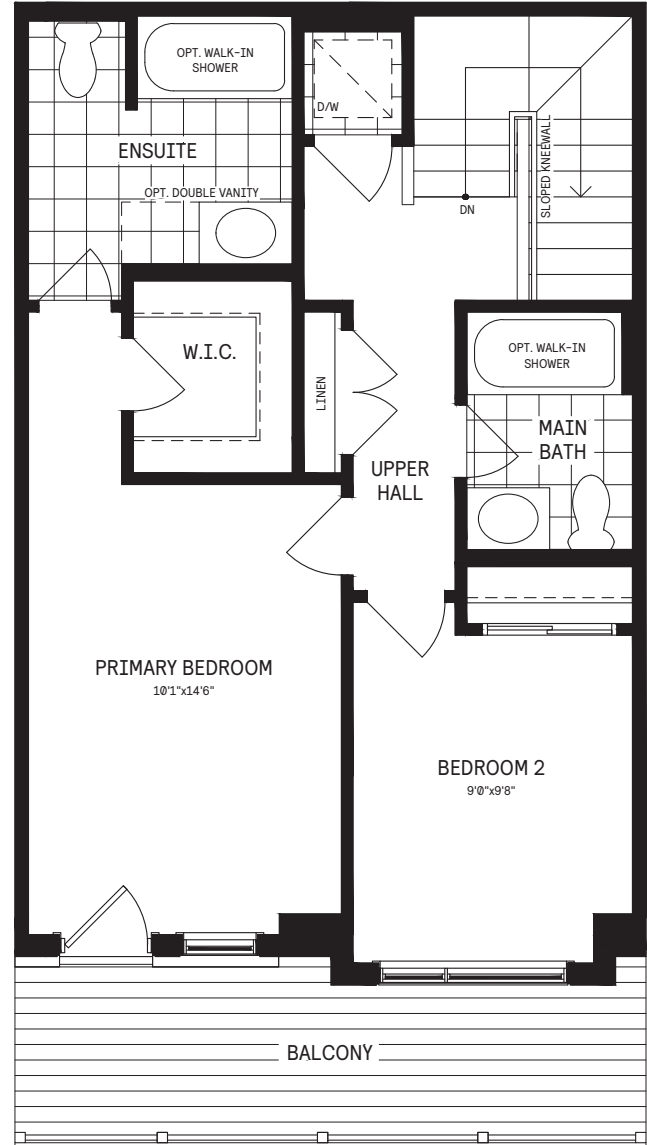 OPT. WALK-IN
SHOWER
D/W
ENSUITE
OPT. DOUBLE VANITY
SLOPED KNEEWALL
DN
W.I.C.
LINEN
OPT. WALK-IN
SHOWER
MAIN
BATH
UPPER
HALL
PRIMARY BEDROOM
10'1"x14'6"
BEDROOM 2
9'0"x9'8"
BALCONY